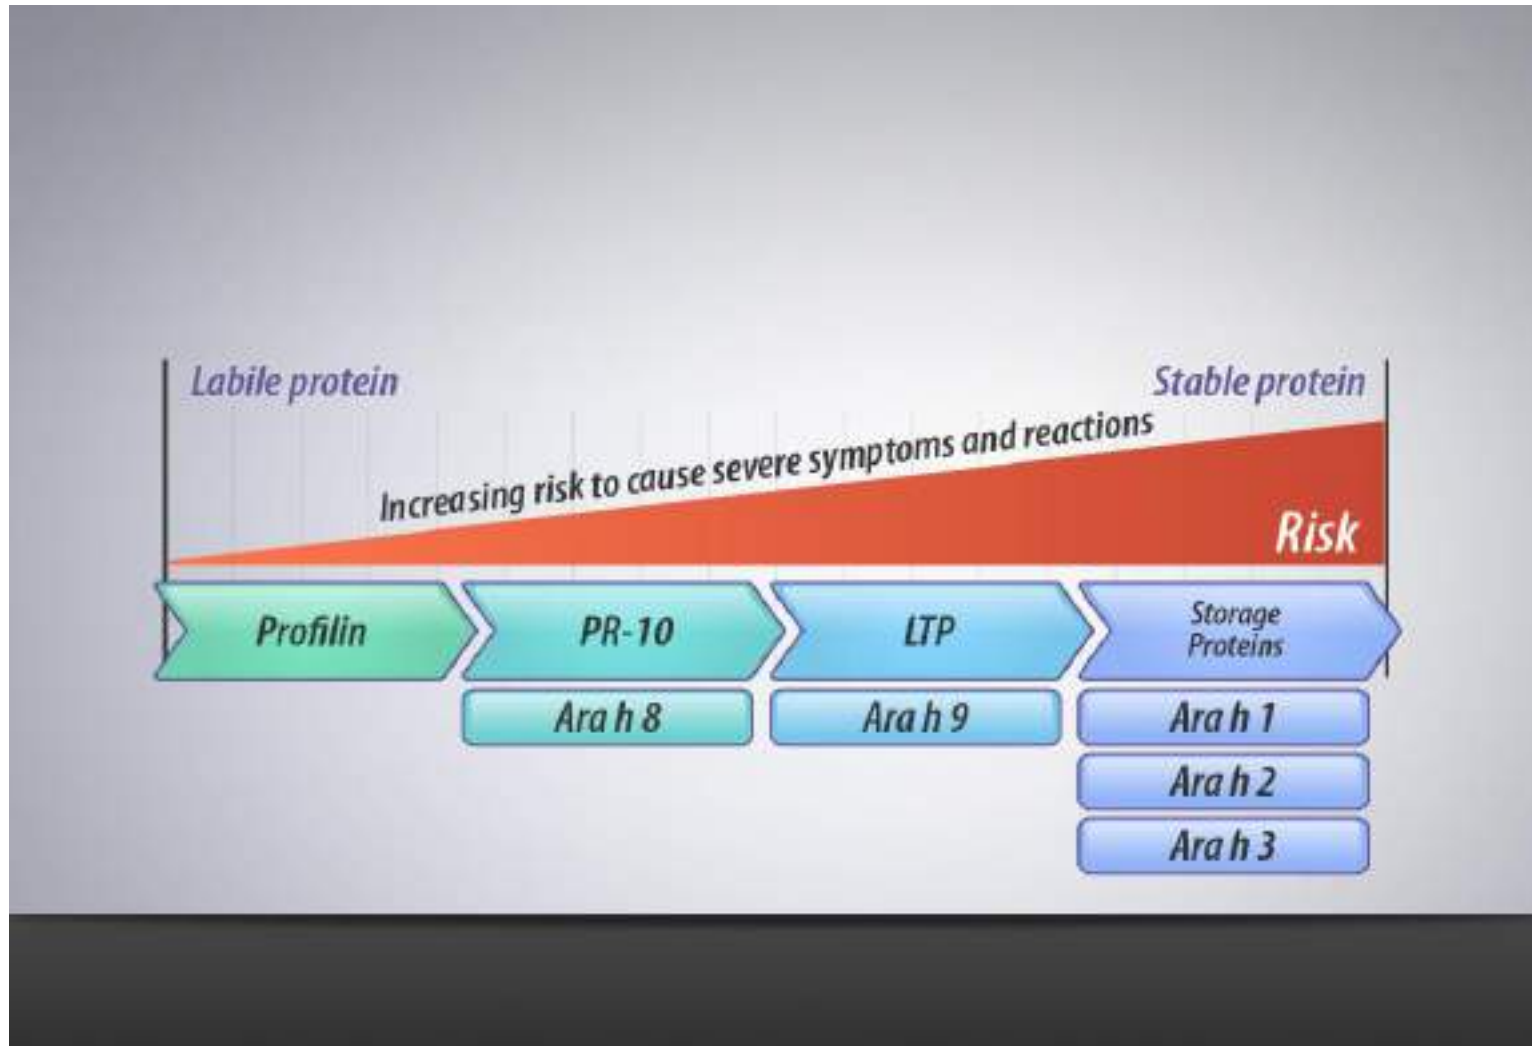 Labile protein
Stable protein
Increasing risk to cause severe symptoms and reactions
Risk
Profilin
PR-10
LTP
Storage
Proteins
Ara h 8
Ara h 9
Ara h 1
Ara h 2
Ara h 3